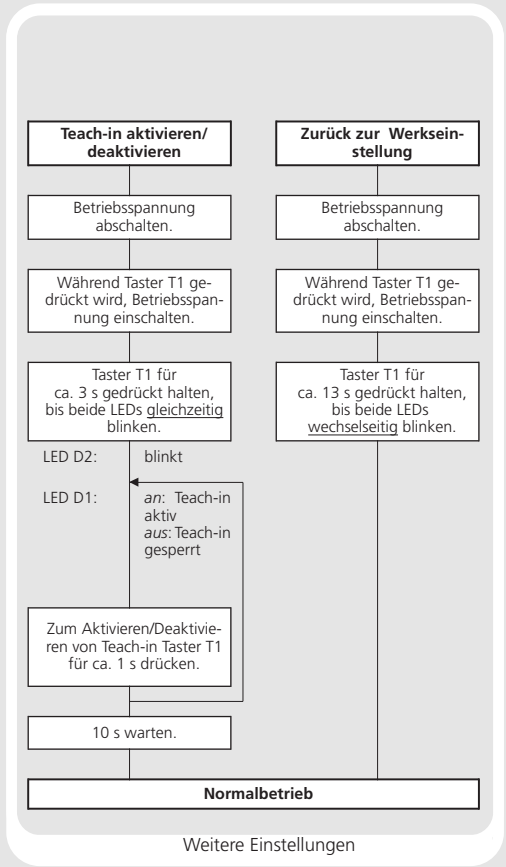 Teach-in aktivieren/
deaktivieren
Betriebsspannung
abschalten.
Während Taster T1 ge-
drückt wird, Betriebsspan-
nung einschalten.
Taster T1 für
ca. 3 s gedrückt halten,
bis beide LEDs gleichzeitig
blinken.
LED D2: blinkt
LED D1: an: Teach-in
aktiv
aus: Teach-in
gesperrt
Zum Aktivieren/Deaktivie-
ren von Teach-in Taster T1
für ca. 1 s drücken.
10 s warten.
Zurück zur Werksein-
stellung
Betriebsspannung
abschalten.
Während Taster T1 ge-
drückt wird, Betriebsspan-
nung einschalten.
Taster T1 für
ca. 13 s gedrückt halten,
bis beide LEDs
wechselseitig blinken.
Normalbetrieb
Weitere Einstellungen